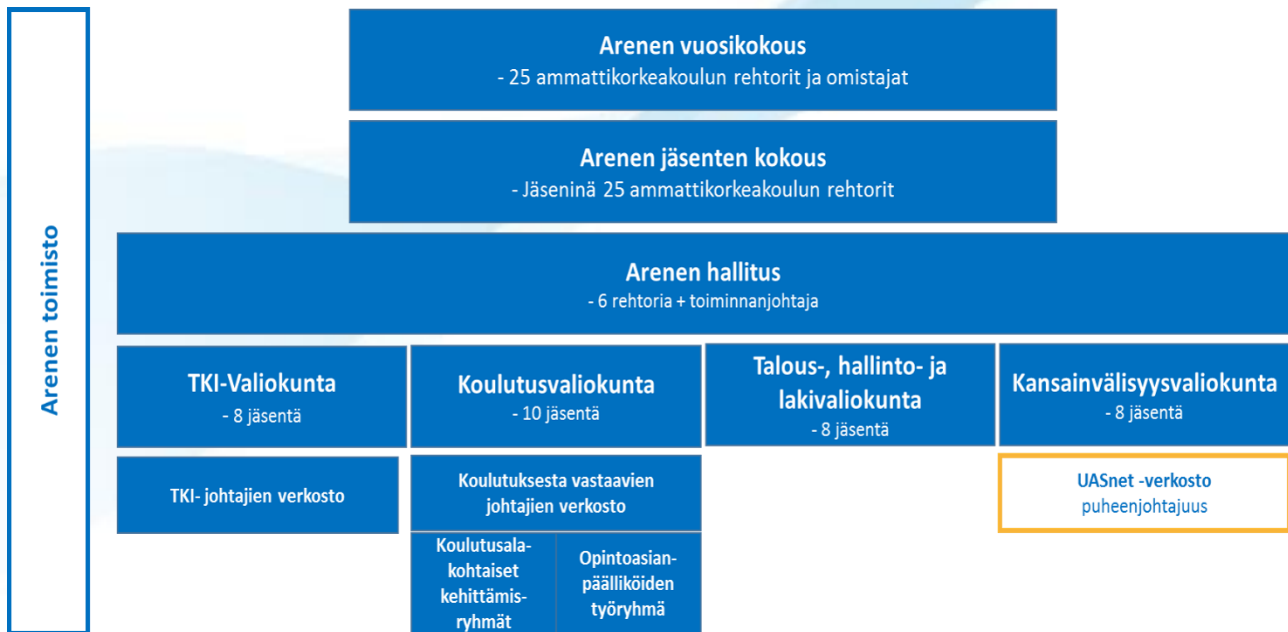 Arenen toimisto
Arenen vuosikokous
- 25 ammattikorkeakoulun rehtorit ja omistajat
Arenen jäsenten kokous
- Jäseninä 25 ammattikorkeakoulun rehtorit
Arenen hallitus
- 6 rehtoria + toiminnanjohtaja
TKI-Valiokunta
- 8 jäsentä
Koulutusvaliokunta
- 10 jäsentä
Talous-, hallinto- ja
lakivaliokunta
- 8 jäsentä
Kansainvälisyysvaliokunta
- 8 jäsentä
TKI- johtajien verkosto
Koulutuksesta vastaavien
johtajien verkosto
UASnet -verkosto
puheenjohtajuus
Koulutusala-
kohtaiset
kehittämis-
ryhmät
Opintoasian-
päälliköiden
työryhmä